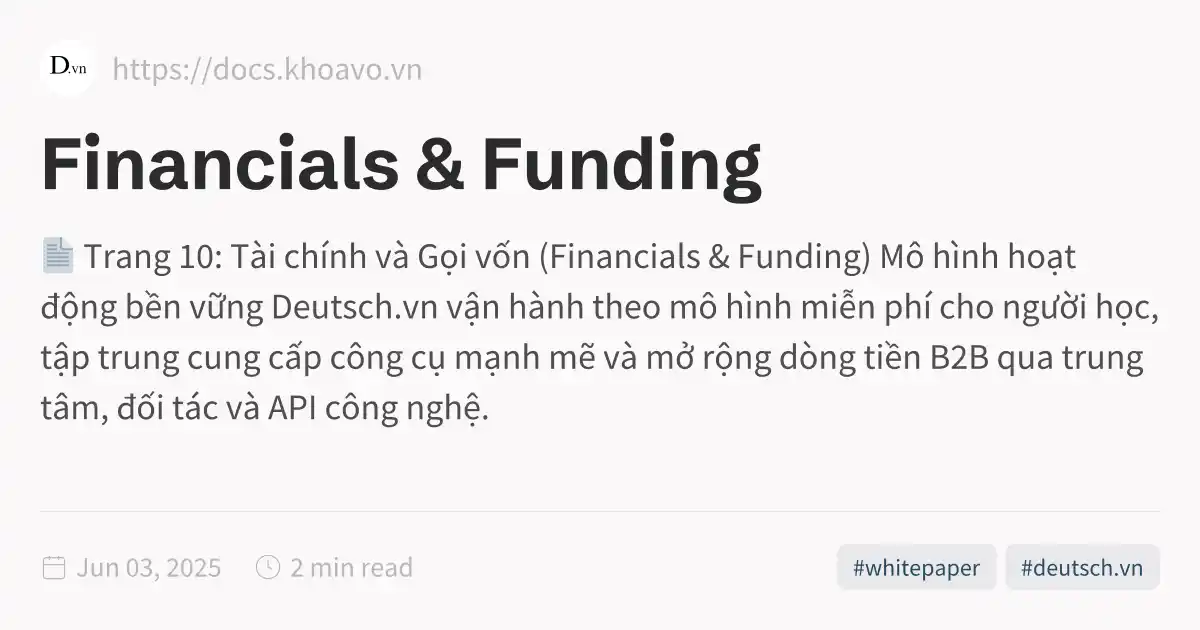 D.vn
https://docs.khoavo.vn
Financials & Funding
📄 Trang 10: Tài chính và Gọi vốn (Financials & Funding) Mô hình hoạt
động bền vững Deutsch.vn vận hành theo mô hình miễn phí cho người học,
tập trung cung cấp công cụ mạnh mẽ và mở rộng dòng tiền B2B qua trung
tâm, đối tác và API công nghệ.
Jun 03, 2025
2 min read
#whitepaper
#deutsch.vn